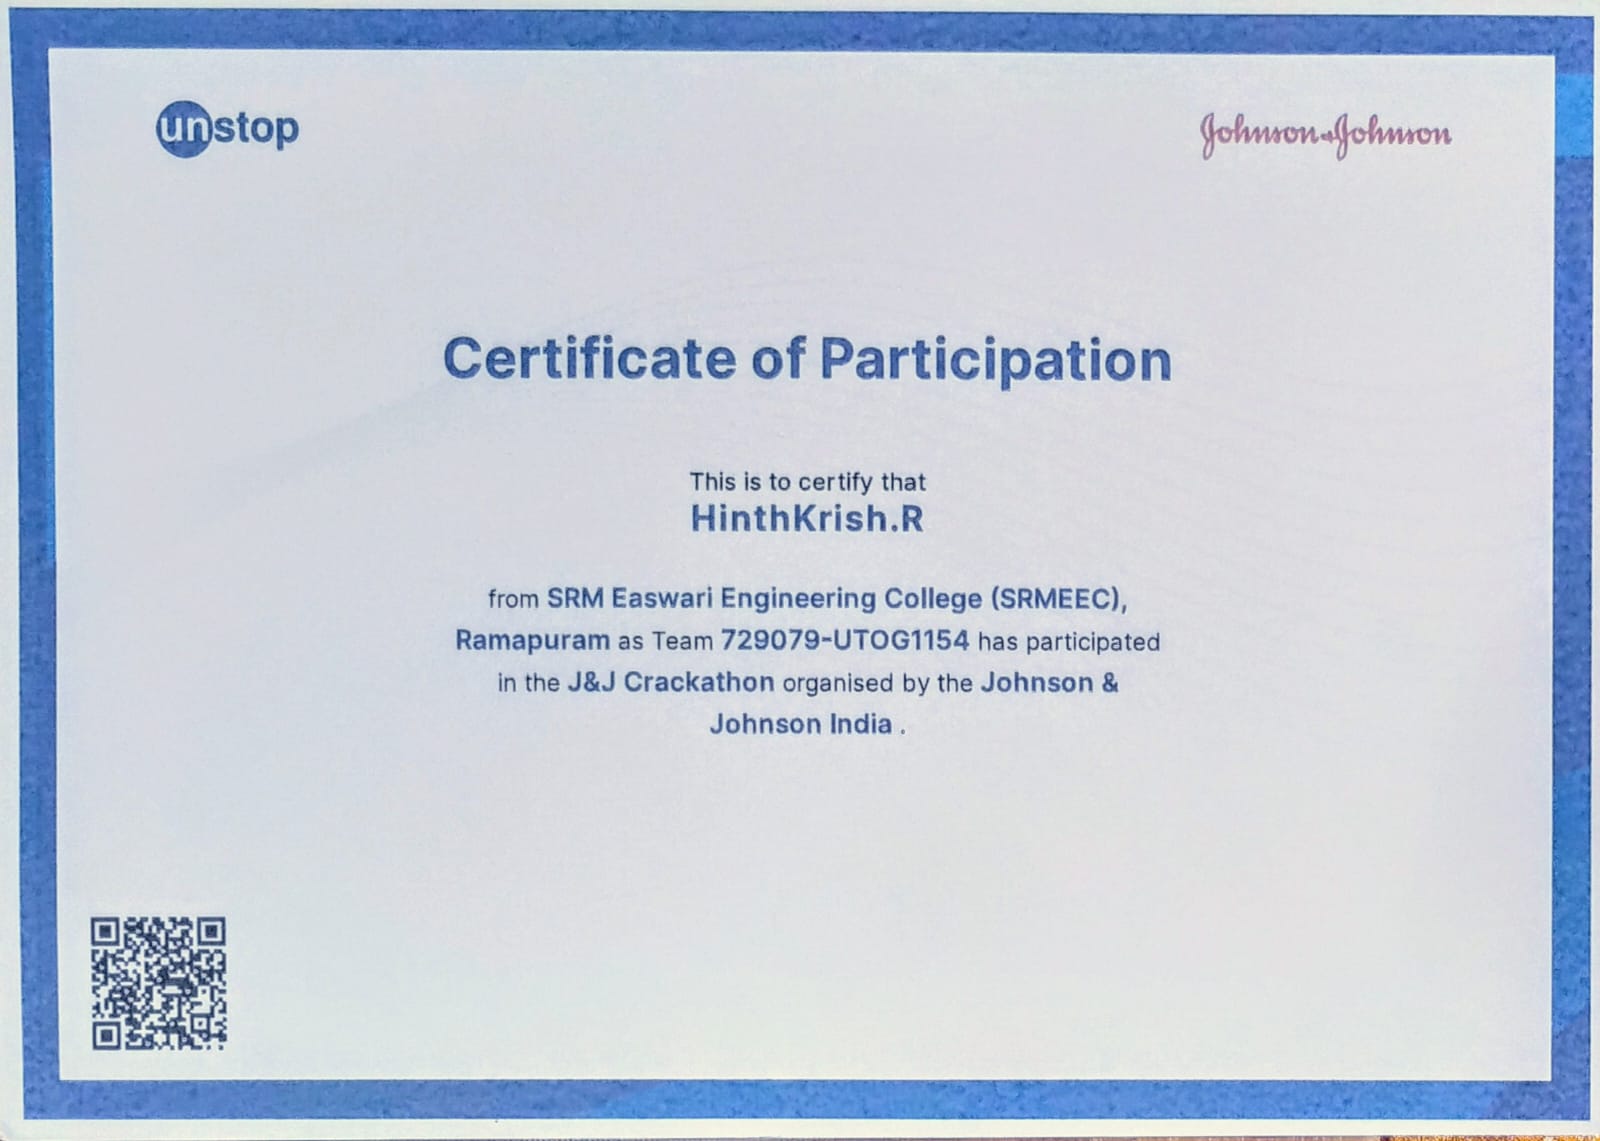 unstop
Johnson&Johnson
Certificate of Participation
This is to certify that
HinthKrish.R
from SRM Easwari Engineering College (SRMEEC),
Ramapuram as Team 729079-UTOG1154 has participated
in the J&J Crackathon organised by the Johnson &
Johnson India .